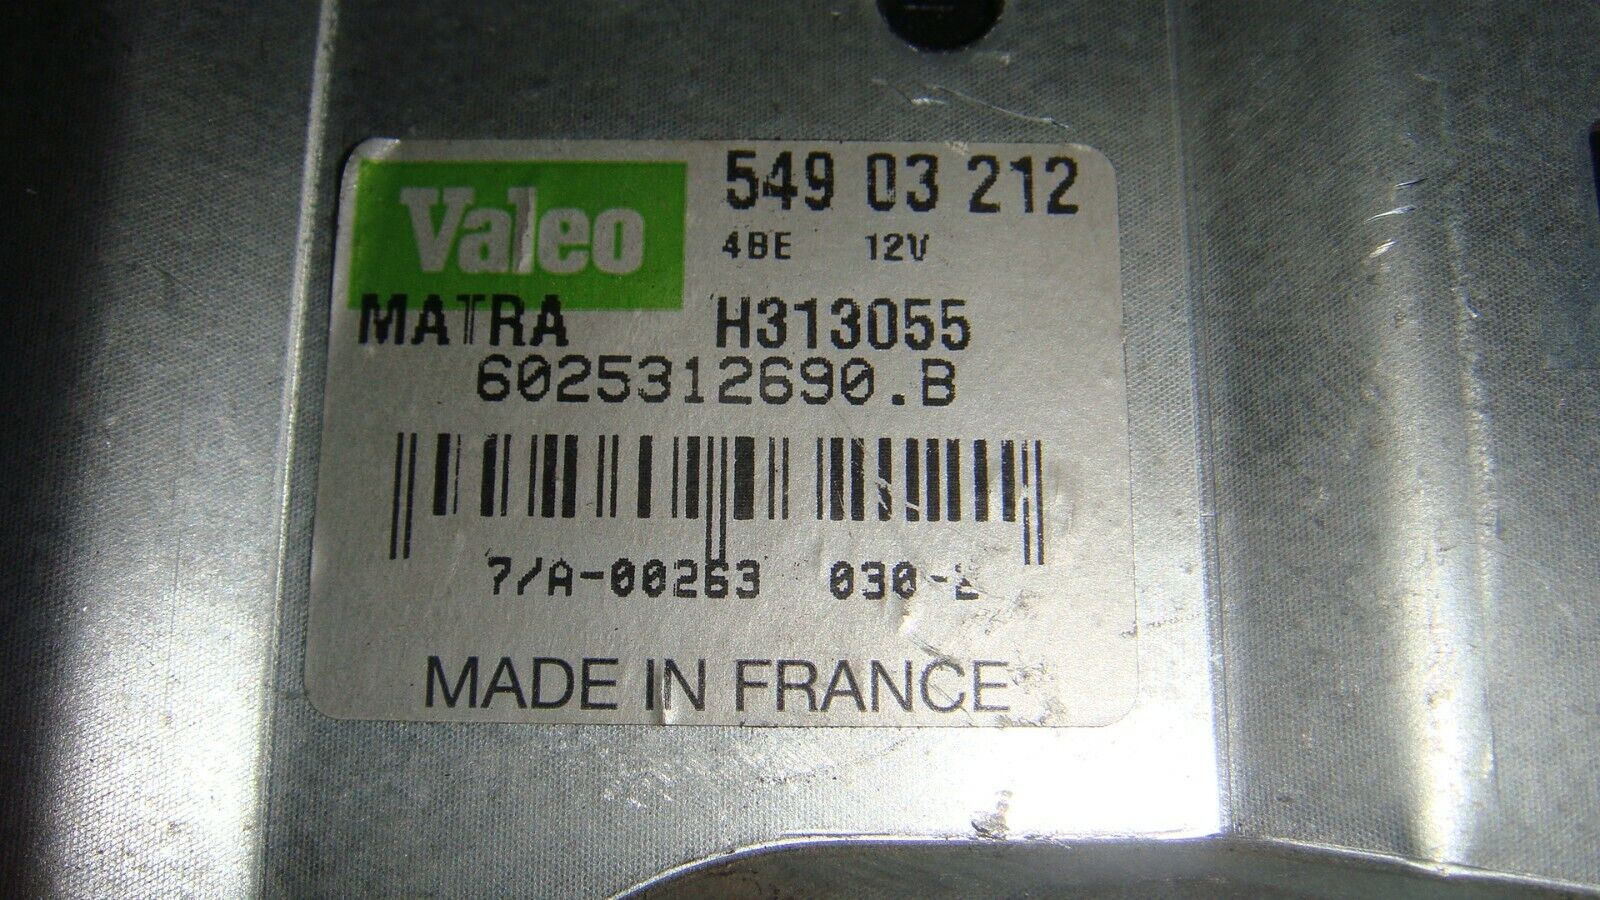 Valeo
549 03 212
4BE 12V
MATRA H313055
6025312690.B
7/A-00263
MADE IN FRANCE